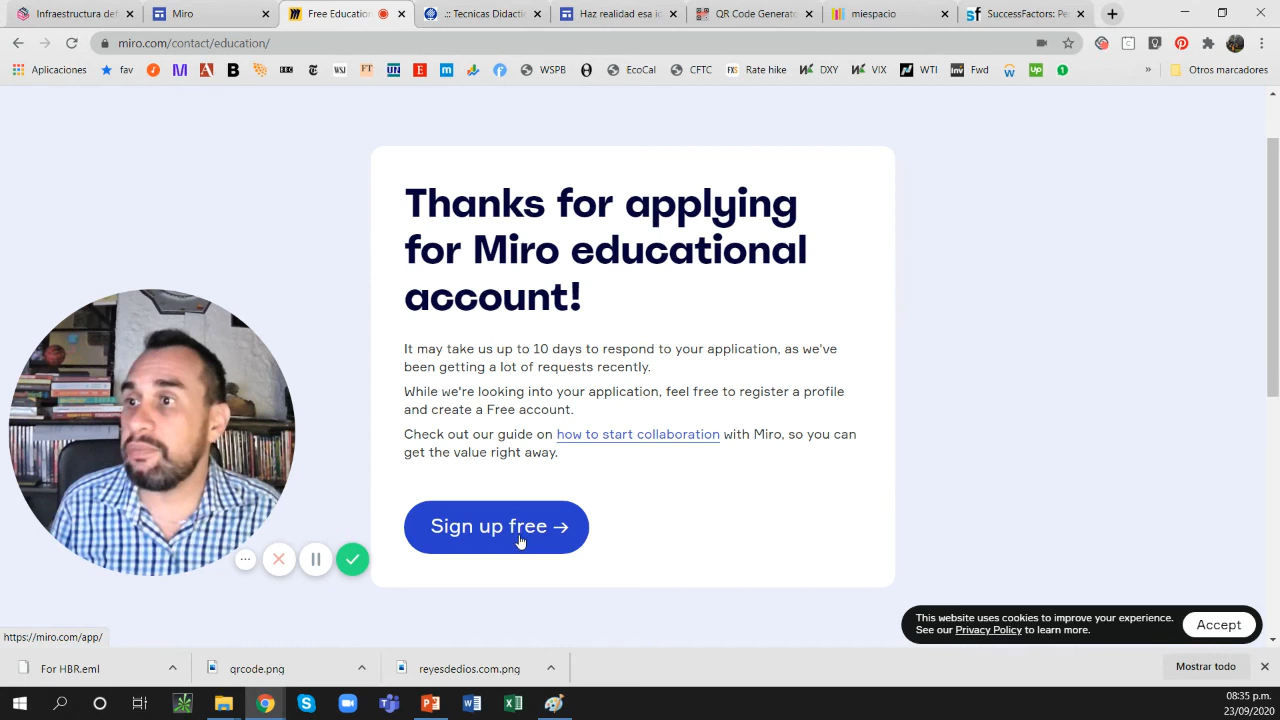 Infraestructura def
Miro
Free Education
.:: Tecnicas Didactic
Haz realidad esa id
QR Code Generato
miespacio
SuccessFactors: Pe
miro.com/contact/education/
Aplicaciones
fav
WSPB
EcoCal
CFTC
Rate hike
DXY
VIX
WTI
Fwd
Otros marcadores
Thanks for applying
for Miro educational
account!
It may take us up to 10 days to respond to your application, as we've
been getting a lot of requests recently.
While we're looking into your application, feel free to register a profile
and create a Free account.
Check out our guide on how to start collaboration with Miro, so you can
get the value right away.
Sign up free →
This website uses cookies to improve your experience.
See our Privacy Policy to learn more.
Accept
https://miro.com/app/
For HBR.eml
qrcode.png
reyesdedios.com.png
Mostrar todo
08:35 p.m.
23/09/2020